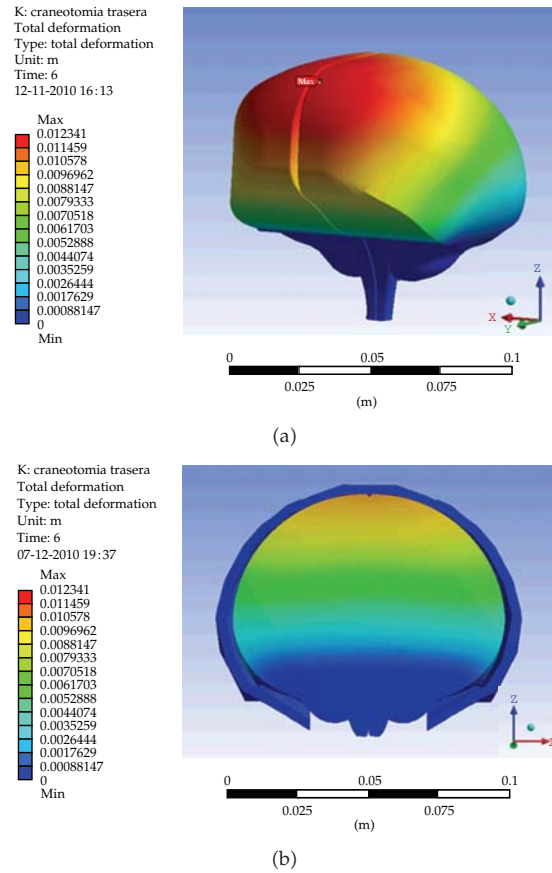 K: craneotomia trasera
Total deformation
Type: total deformation
Unit: m
Time: 6
12-11-2010 16:13
Max
0.012341
0.011459
0.010578
0.0096962
0.0088147
0.0079333
0.0070518
0.0061703
0.0052888
0.0044074
0.0035259
0.0026444
0.0017629
0.00088147
0
Min
Max
Z
X
Y
0 0.05 0.1
0.025 0.075
(m)
(a)
K: craneotomia trasera
Total deformation
Type: total deformation
Unit: m
Time: 6
07-12-2010 19:37
Max
0.012341
0.011459
0.010578
0.0096962
0.0088147
0.0079333
0.0070518
0.0061703
0.0052888
0.0044074
0.0035259
0.0026444
0.0017629
0.00088147
0
Min
Z
X
0 0.05 0.1
0.025 0.075
(m)
(b)